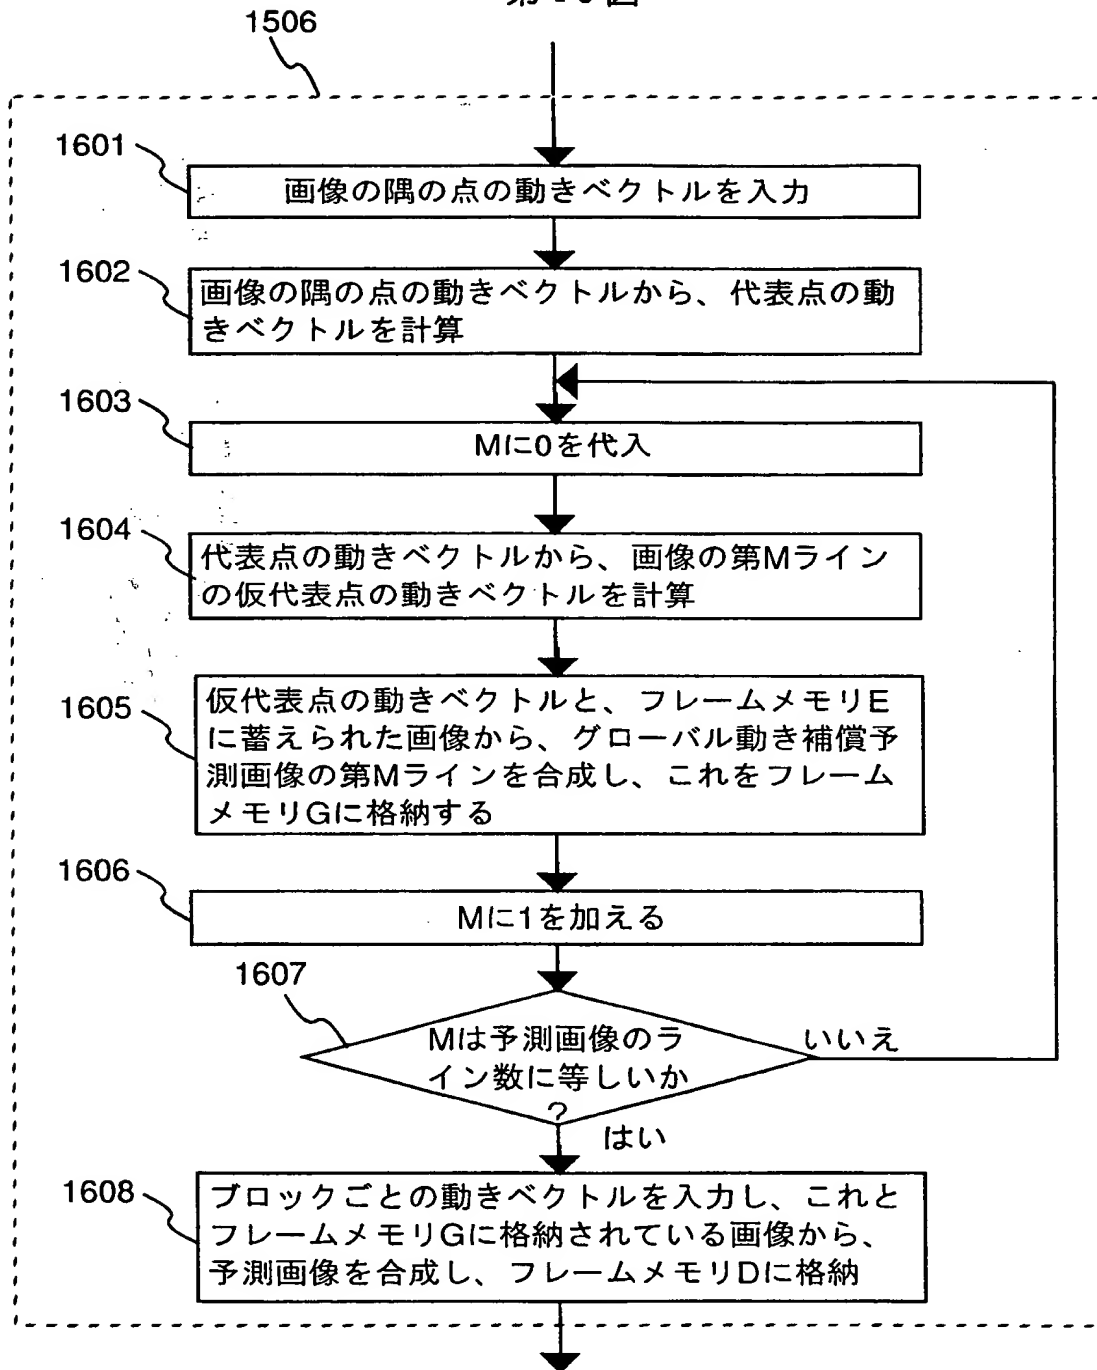 1506
1601
画像の隅の点の動きベクトルを入力
1602
画像の隅の点の動きベクトルから、代表点の動
きベクトルを計算
1603
Mに0を代入
1604
代表点の動きベクトルから、画像の第Mライン
の仮代表点の動きベクトルを計算
1605
仮代表点の動きベクトルと、フレームメモリE
に蓄えられた画像から、グローバル動き補償予
測画像の第Mラインを合成し、これをフレーム
メモリGに格納する
1606
Mに1を加える
1607
Mは予測画像のラ
イン数に等しいか
?
いいえ
はい
1608
ブロックごとの動きベクトルを入力し、これと
フレームメモリGに格納されている画像から、
予測画像を合成し、フレームメモリDに格納